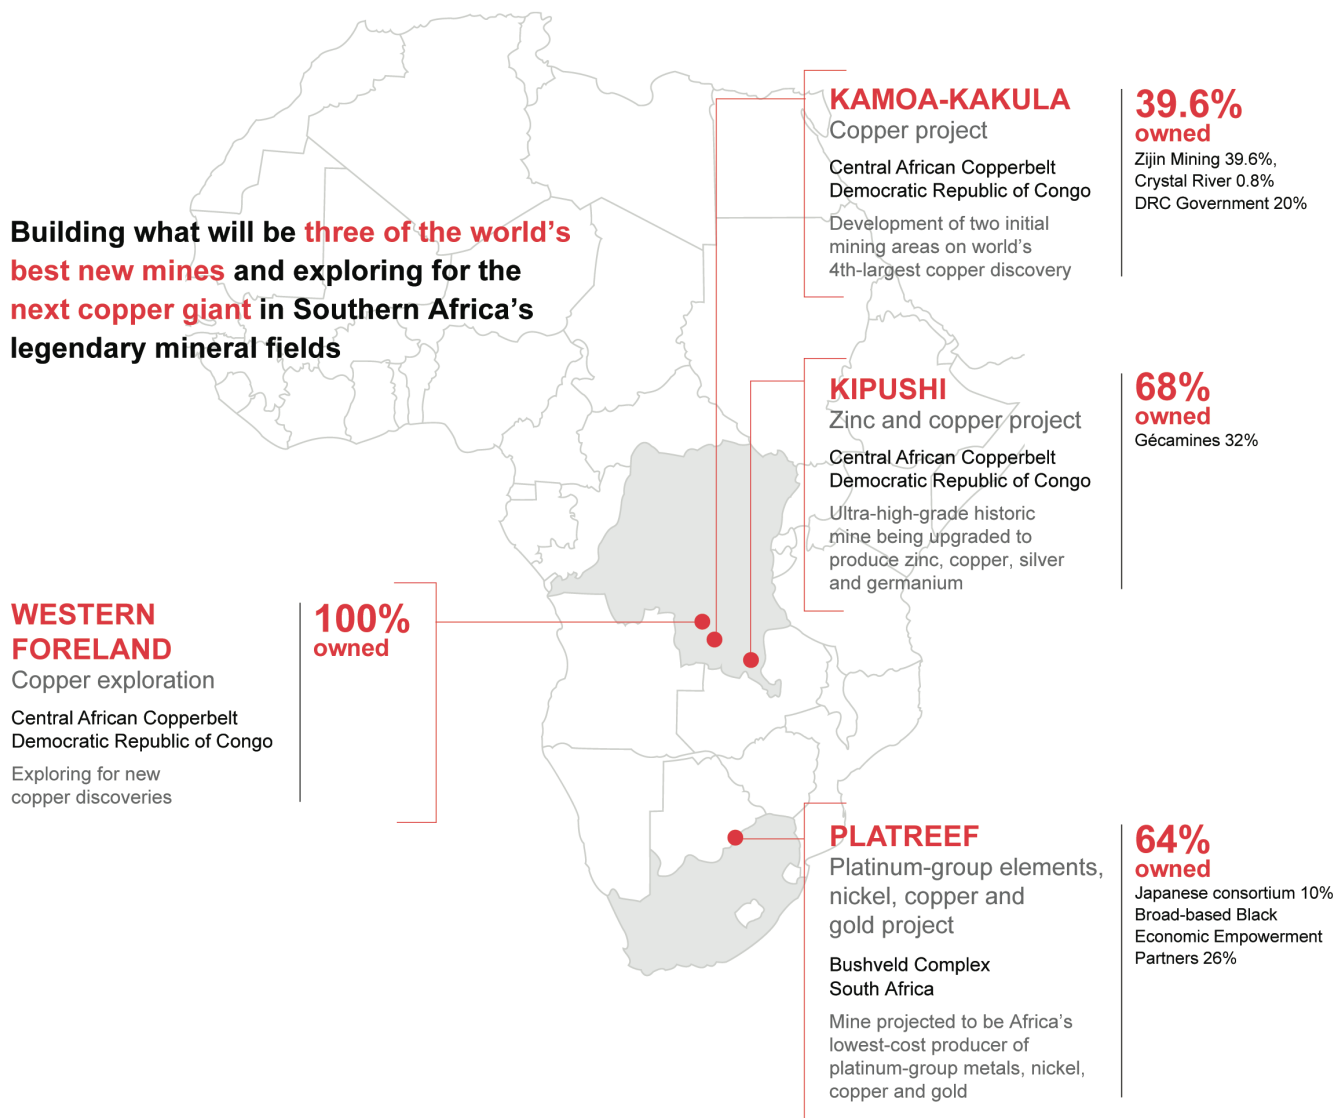 Building what will be three of the world's
best new mines and exploring for the
next copper giant in Southern Africa's
legendary mineral fields
KAMOA-KAKULA
Copper project
Central African Copperbelt
Democratic Republic of Congo
Development of two initial
mining areas on world's
4th-largest copper discovery
39.6%
owned
Zijin Mining 39.6%,
Crystal River 0.8%
DRC Government 20%
KIPUSHI
Zinc and copper project
Central African Copperbelt
Democratic Republic of Congo
Ultra-high-grade historic
mine being upgraded to
produce zinc, copper, silver
and germanium
68%
owned
Gécamines 32%
WESTERN
FORELAND
Copper exploration
Central African Copperbelt
Democratic Republic of Congo
Exploring for new
copper discoveries
100%
owned
PLATREEF
Platinum-group elements,
nickel, copper and
gold project
Bushveld Complex
South Africa
Mine projected to be Africa's
lowest-cost producer of
platinum-group metals, nickel,
copper and gold
64%
owned
Japanese consortium 10%
Broad-based Black
Economic Empowerment
Partners 26%